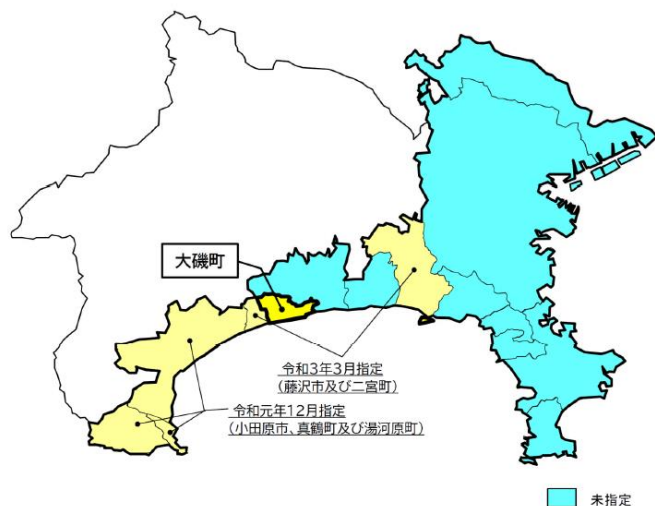 大磯町
令和3年3月指定
(藤沢市及び二宮町)
令和元年12月指定
(小田原市、真鶴町及び湯河原町)
未指定